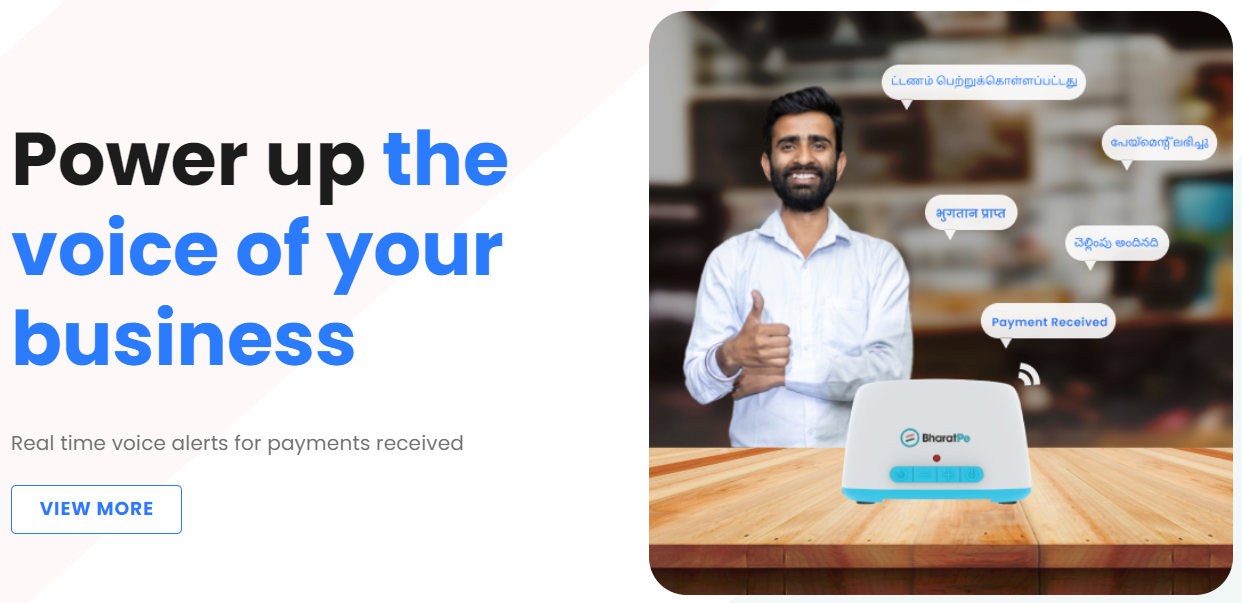 Power up the
voice of your
business
Real time voice alerts for payments received
VIEW MORE
ட்டணம் பெற்றுக்கொள்ளப்பட்டது
പേയ്മെന്റ് ലഭിച്ചു
भुगतान प्राप्त
చెల్లింపు అందినది
Payment Received
BharatPe